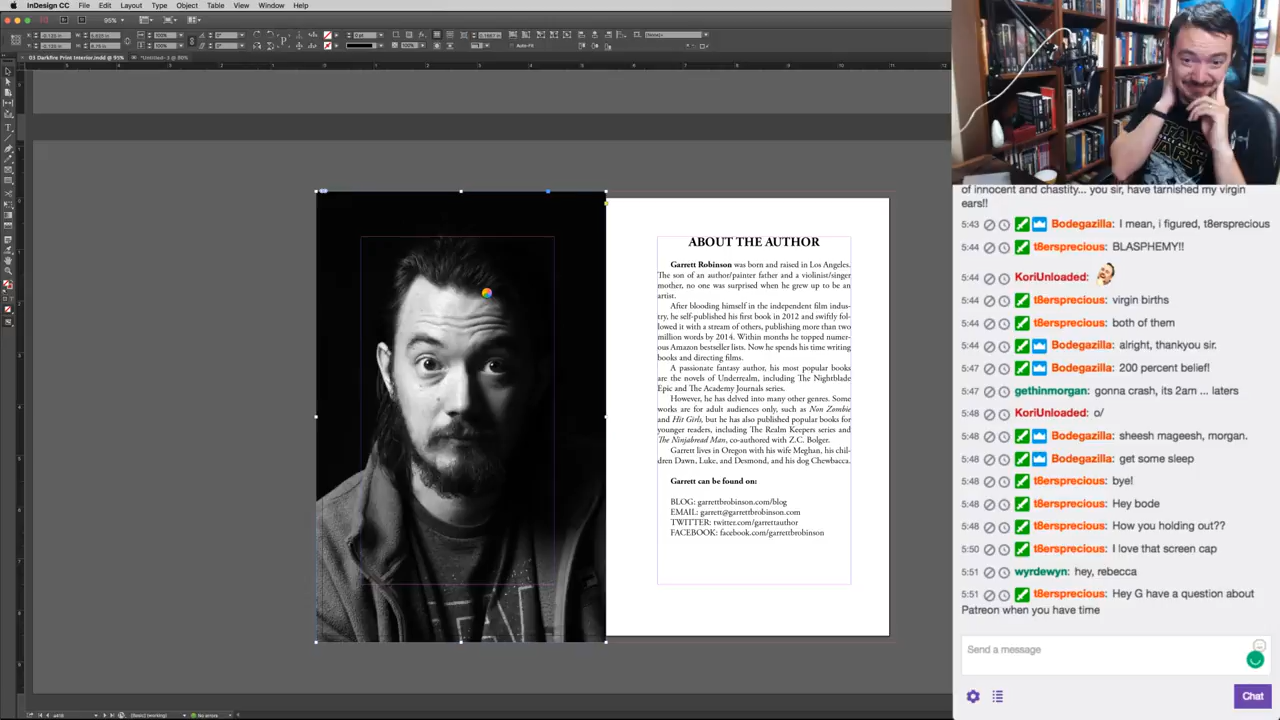 InDesign CC File Edit Layout Type Object Table View Window Help
95%
03 Darkfire Print Interior.indd @ 95% *Untitled-3 @ 80%
ABOUT THE AUTHOR
Garrett Robinson was born and raised in Los Angeles.
The son of an author/painter father and a violinist/singer
mother, no one was surprised when he grew up to be an
artist.
After blooding himself in the independent film indus-
try, he self-published his first book in 2012 and swiftly fol-
lowed it with a stream of others, publishing more than two
million words by 2014. Within months he topped numer-
ous Amazon bestseller lists. Now he spends his time writing
books and directing films.
A passionate fantasy author, his most popular books
are the novels of Underrealm, including The Nightblade
Epic and The Academy Journals series.
However, he has delved into many other genres. Some
works are for adult audiences only, such as Non Zombie
and Hit Girls, but he has also published popular books for
younger readers, including The Realm Keepers series and
The Ninjabread Man, co-authored with Z.C. Bolger.
Garrett lives in Oregon with his wife Meghan, his chil-
dren Dawn, Luke, and Desmond, and his dog Chewbacca.
Garrett can be found on:
BLOG: garrettbrobinson.com/blog
EMAIL: garrett@garrettbrobinson.com
TWITTER: twitter.com/garrettauthor
FACEBOOK: facebook.com/garrettbrobinson
STAR
WARS
of innocent and chastity... you sir, have tarnished my virgin
ears!!
5:43 Bodegazilla: I mean, i figured, t8ersprecious
5:44 t8ersprecious: BLASPHEMY!!
5:44 KoriUnloaded:
5:44 t8ersprecious: virgin births
5:44 t8ersprecious: both of them
5:44 Bodegazilla: alright, thankyou sir.
5:47 Bodegazilla: 200 percent belief!
5:47 gethinmorgan: gonna crash, its 2am ... laters
5:48 KoriUnloaded: o/
5:48 Bodegazilla: sheesh mageesh, morgan.
5:48 Bodegazilla: get some sleep
5:48 t8ersprecious: bye!
5:48 t8ersprecious: Hey bode
5:48 t8ersprecious: How you holding out??
5:50 t8ersprecious: I love that screen cap
5:51 wyrdewyn: hey, rebecca
5:51 t8ersprecious: Hey G have a question about
Patreon when you have time
Send a message
Chat